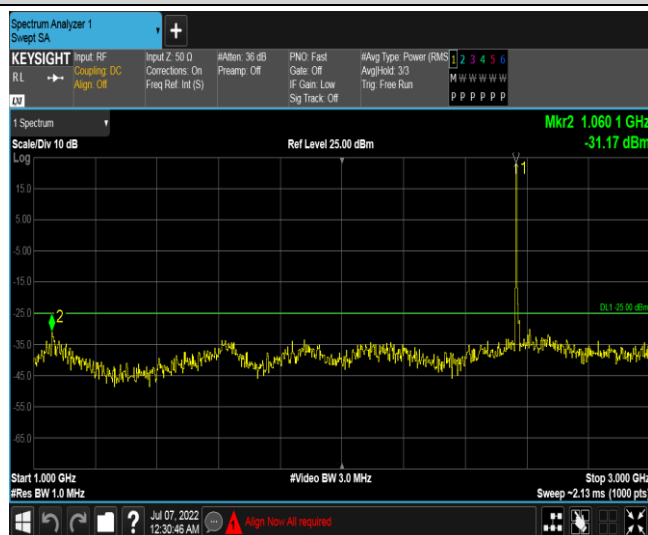 Spectrum Analyzer 1
Swept SA
+
KEYSIGHT Input: RF Input Z: 50 Ω #Atten: 36 dB PNO: Fast #Avg Type: Power (RMS 1 2 3 4 5 6
RL Coupling: DC Corrections: On Preamp: Off Gate: Off Avg|Hold: 3/3 M W W W W W
Align: Off Freq Ref: Int (S) IF Gain: Low Trig: Free Run
Sig Track: Off P P P P P P
LXI
1 Spectrum Mkr2 1.060 1 GHz
Scale/Div 10 dB Ref Level 25.00 dBm -31.17 dBm
Log
1
15.0
5.00
-5.00
-15.0
DL1 -25.00 dBm
-25.0 2
-35.0
-45.0
-55.0
-65.0
Start 1.000 GHz #Video BW 3.0 MHz Stop 3.000 GHz
#Res BW 1.0 MHz Sweep ~2.13 ms (1000 pts)
? Jul 07, 2022
12:30:46 AM
1 Align Now All required